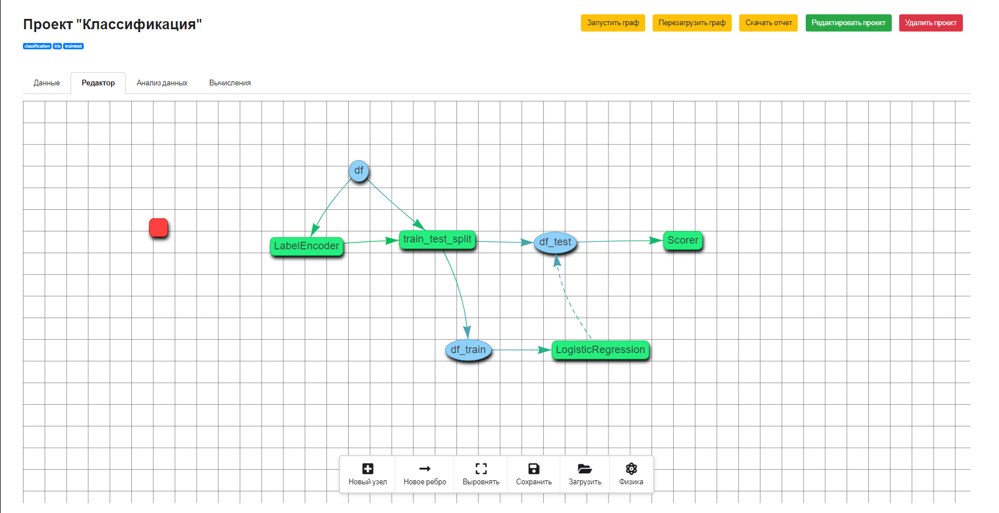 Проект "Классификация"
Запустить граф
Перезагрузить граф
Скачать отчет
Редактировать проект
Удалить проект
classification iris traintest
Данные
Редактор
Анализ данных
Вычисления
df
LabelEncoder
train_test_split
df_test
Scorer
df_train
LogisticRegression
Новый узел
Новое ребро
Выровнять
Сохранить
Загрузить
Физика